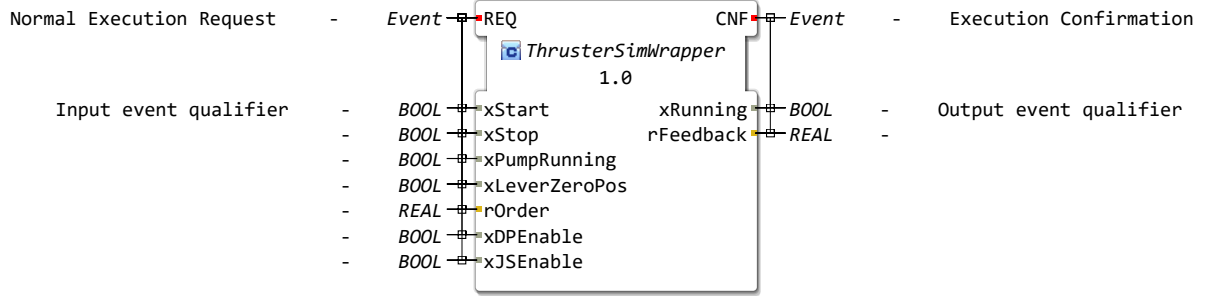 Normal Execution Request - Event REQ CNF Event - Execution Confirmation
C ThrusterSimWrapper
1.0
Input event qualifier - BOOL xStart xRunning BOOL - Output event qualifier
- BOOL xStop rFeedback REAL -
- BOOL xPumpRunning
- BOOL xLeverZeroPos
- REAL rOrder
- BOOL xDPEnable
- BOOL xJSEnable